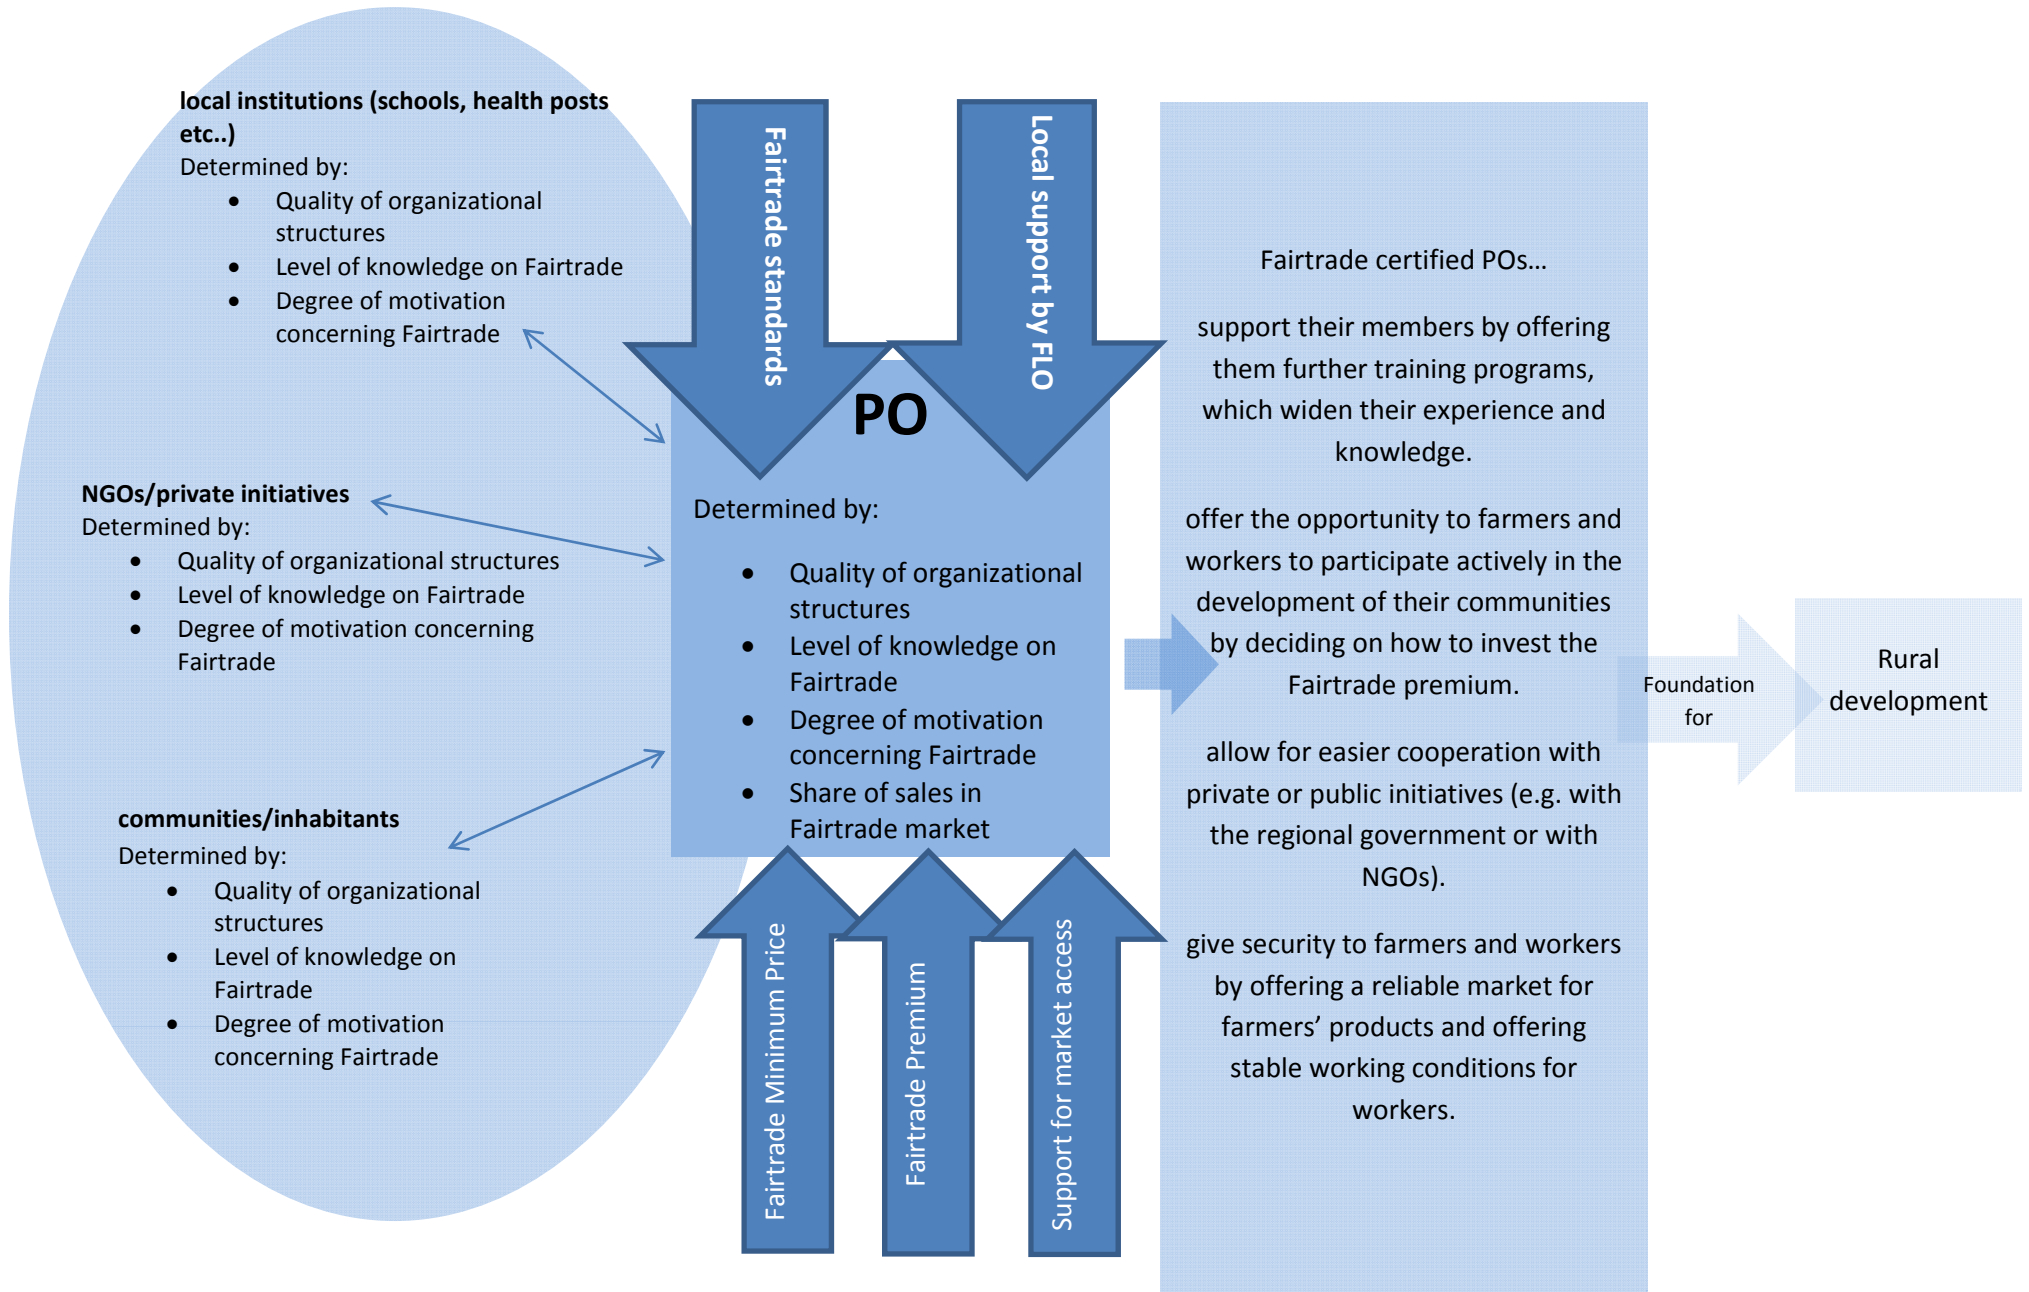 local institutions (schools, health posts
etc..)
Determined by:
• Quality of organizational
structures
• Level of knowledge on Fairtrade
• Degree of motivation
concerning Fairtrade
NGOs/private initiatives
Determined by:
• Quality of organizational structures
• Level of knowledge on Fairtrade
• Degree of motivation concerning
Fairtrade
communities/inhabitants
Determined by:
• Quality of organizational
structures
• Level of knowledge on
Fairtrade
• Degree of motivation
concerning Fairtrade
Fairtrade standards
Local support by FLO
PO
Determined by:
• Quality of organizational
structures
• Level of knowledge on
Fairtrade
• Degree of motivation
concerning Fairtrade
• Share of sales in
Fairtrade market
Fairtrade Minimum Price
Fairtrade Premium
Support for market access
Fairtrade certified POs…
support their members by offering
them further training programs,
which widen their experience and
knowledge.
offer the opportunity to farmers and
workers to participate actively in the
development of their communities
by deciding on how to invest the
Fairtrade premium.
allow for easier cooperation with
private or public initiatives (e.g. with
the regional government or with
NGOs).
give security to farmers and workers
by offering a reliable market for
farmers’ products and offering
stable working conditions for
workers.
Foundation
for
Rural
development